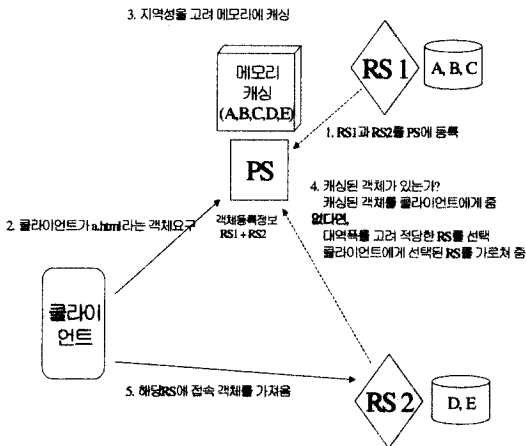 3. 지역성을 고려 메모리에 캐싱
메모리
캐싱
(A,B,C,D,E)
RS 1
A, B, C
1. RS1과 RS2를 PS에 등록
PS
객체등록정보
RS1 + RS2
4. 캐싱된 객체가 있는가?
캐싱된 객체를 클라이언트에게 줌
없다면,
대역폭을 고려 적당한 RS를 선택
클라이언트에게 선택된 RS를 가르쳐 줌
2. 클라이언트가 a.html라는 객체요구
클라이
언트
5. 해당RS에 접속 객체를 가져옴
RS 2
D, E